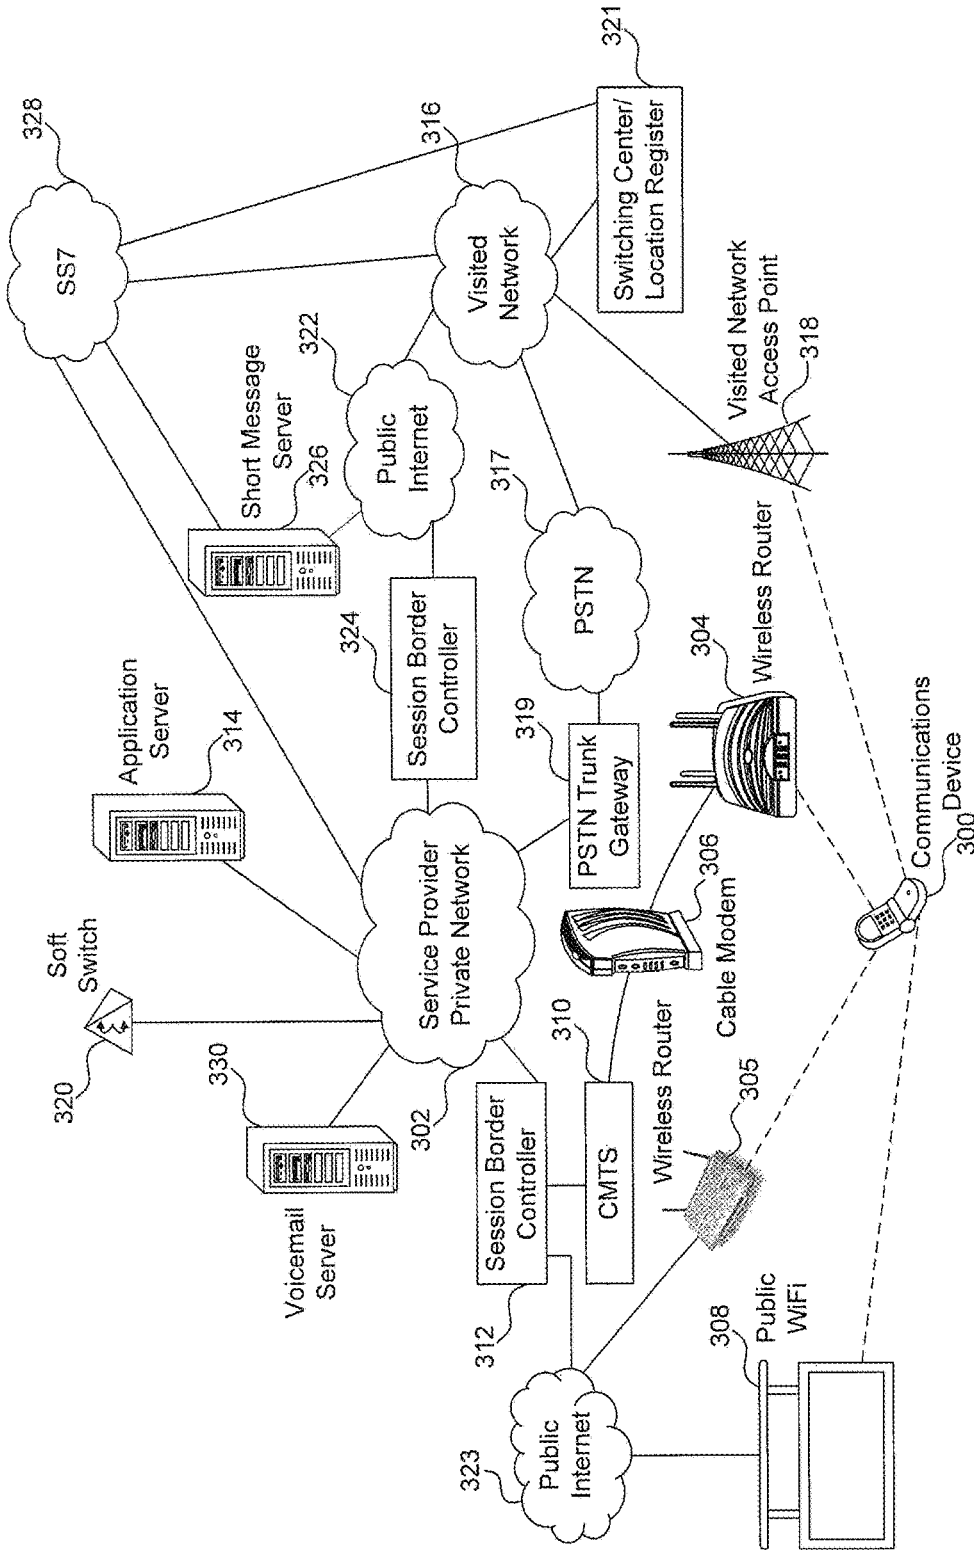 328
SS7
321
316
Visited
Network
Switching Center/
Location Register
322
Short Message
Server
326
Public
Internet
Visited Network
Access Point
318
317
PSTN
324
Session Border
Controller
Application
Server
314
319
PSTN Trunk
Gateway
304
Wireless Router
Communications
Device
300
Soft
Switch
320
Service Provider
Private Network
302
306
Cable Modem
330
Voicemail
Server
310
CMTS
Session Border
Controller
312
Wireless Router
305
323
Public
Internet
308
Public
WiFi